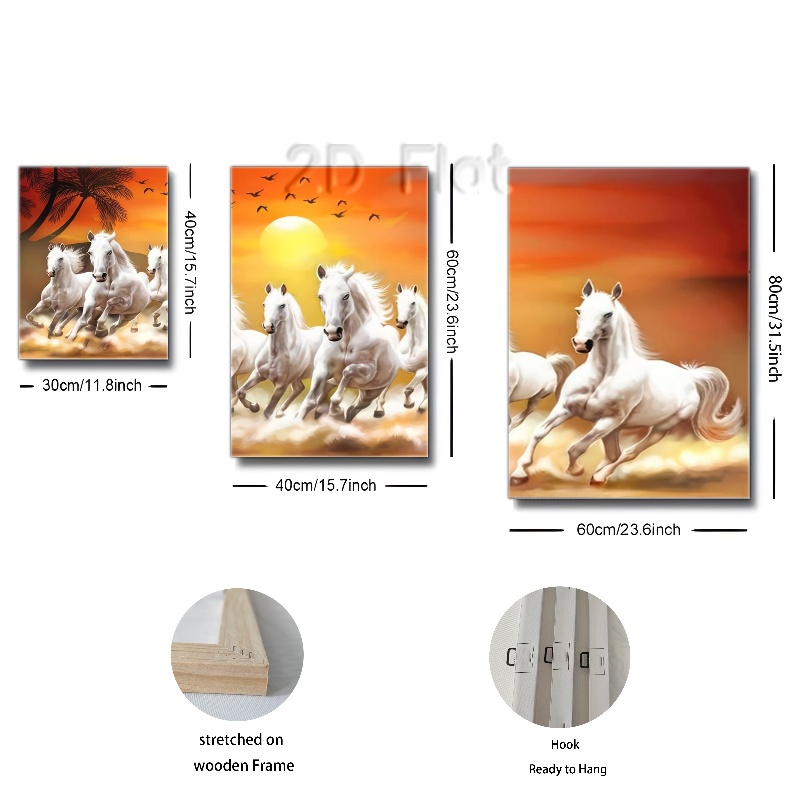 2D Flat
40cm/15.7inch
30cm/11.8inch
60cm/23.6inch
40cm/15.7inch
80cm/31.5inch
60cm/23.6inch
stretched on
wooden Frame
Hook
Ready to Hang